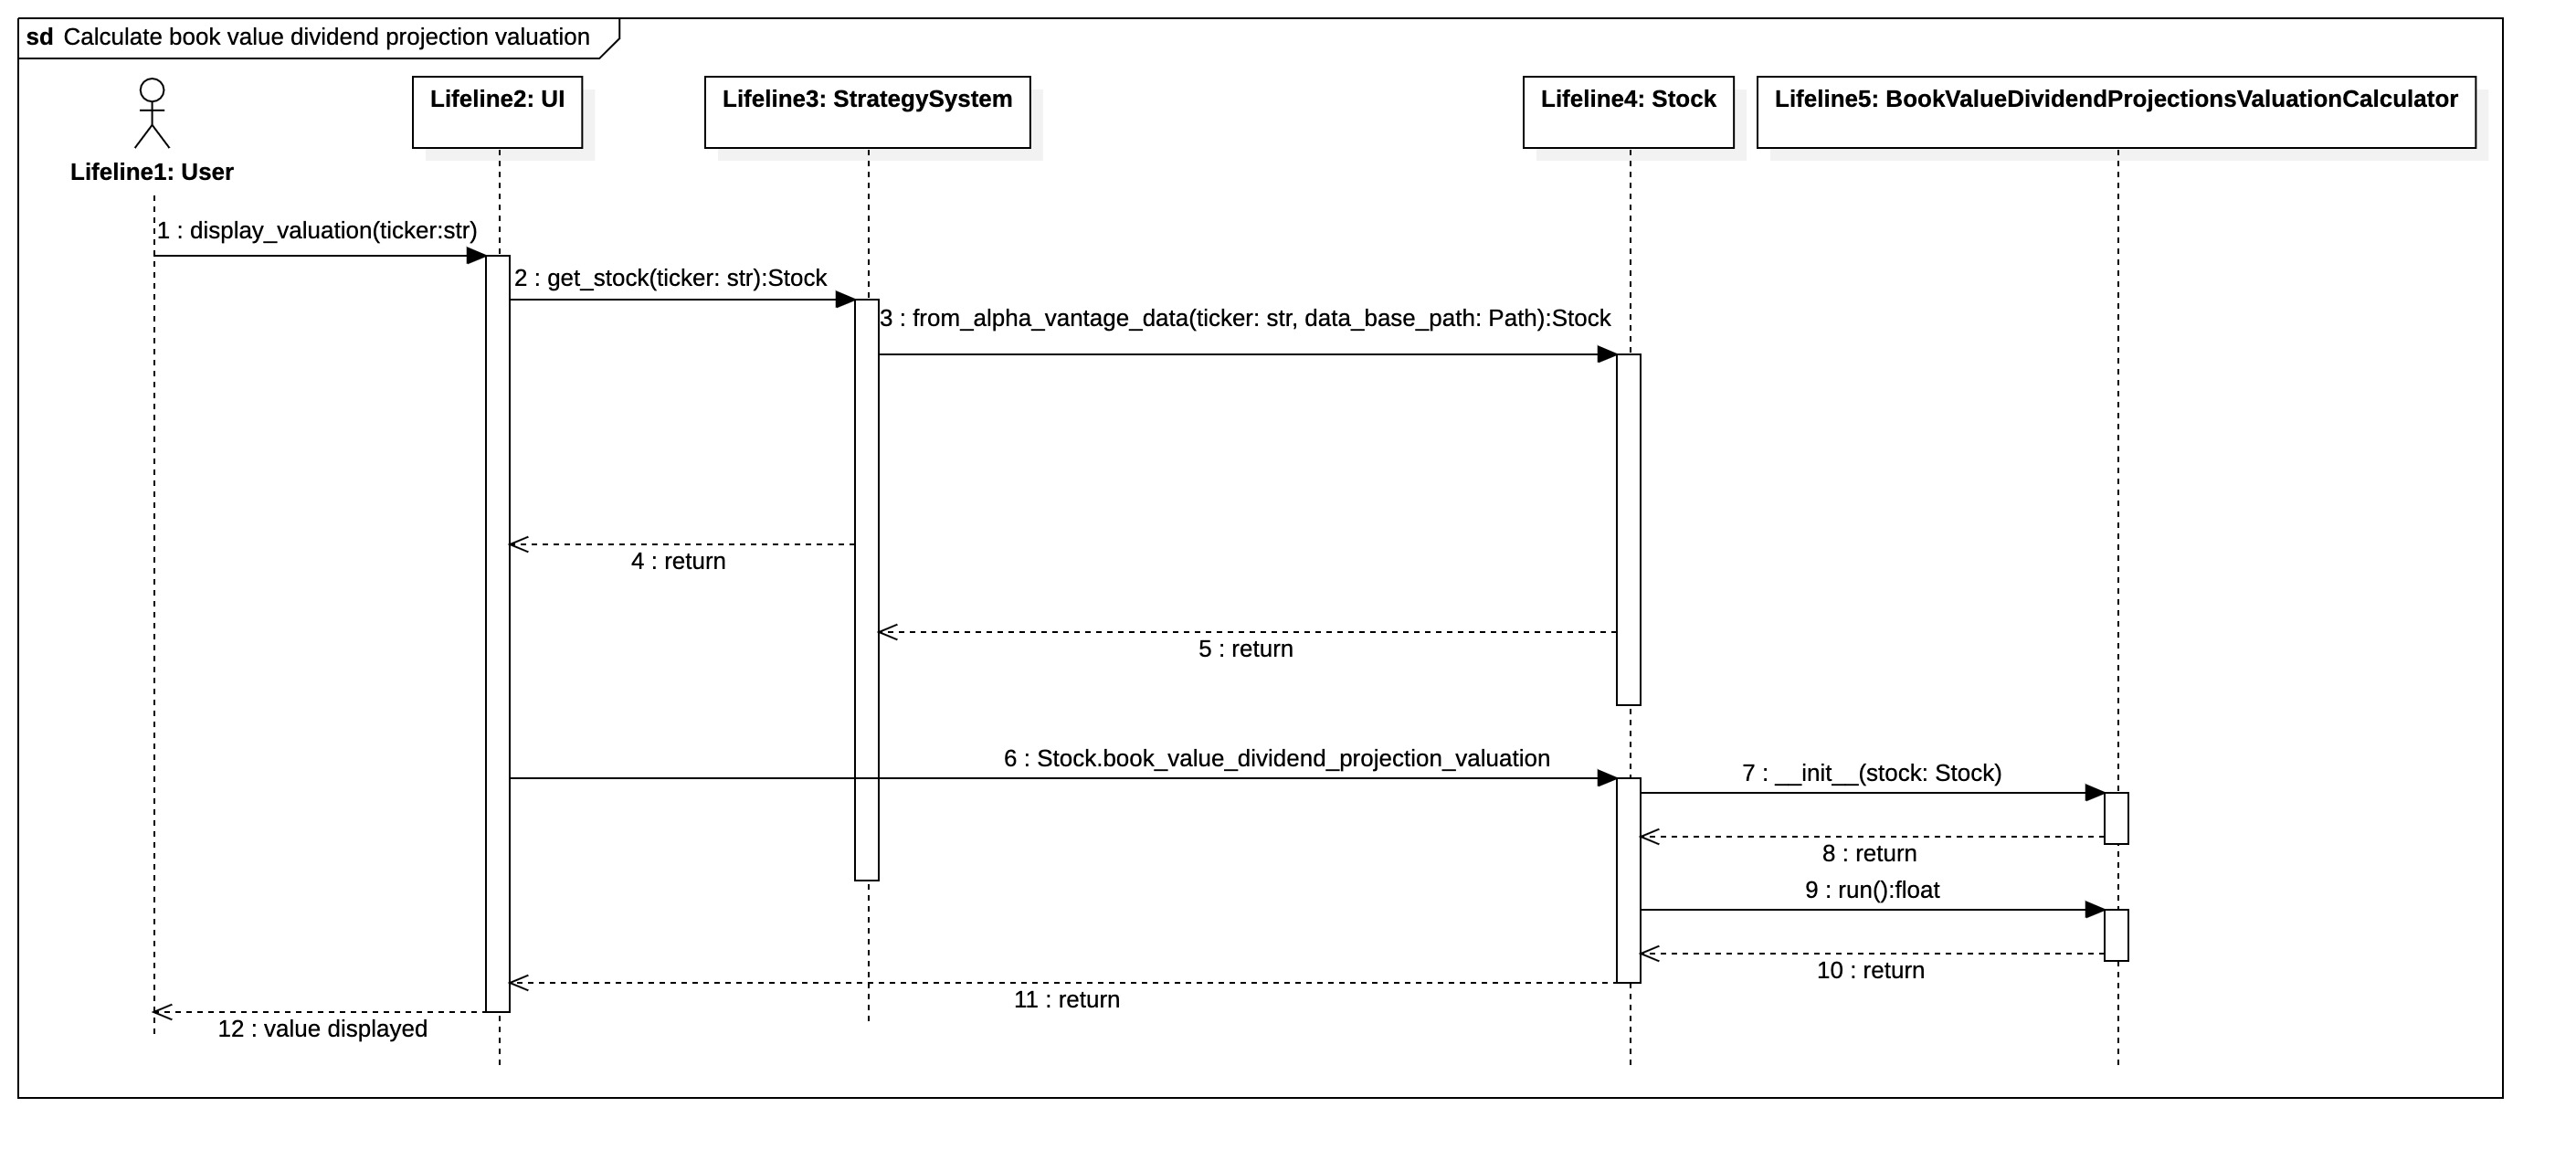 sd Calculate book value dividend projection valuation
Lifeline1: User
Lifeline2: UI
Lifeline3: StrategySystem
Lifeline4: Stock
Lifeline5: BookValueDividendProjectionsValuationCalculator
1 : display_valuation(ticker:str)
2 : get_stock(ticker: str):Stock
3 : from_alpha_vantage_data(ticker: str, data_base_path: Path):Stock
4 : return
5 : return
6 : Stock.book_value_dividend_projection_valuation
7 : __init__(stock: Stock)
8 : return
9 : run():float
10 : return
11 : return
12 : value displayed